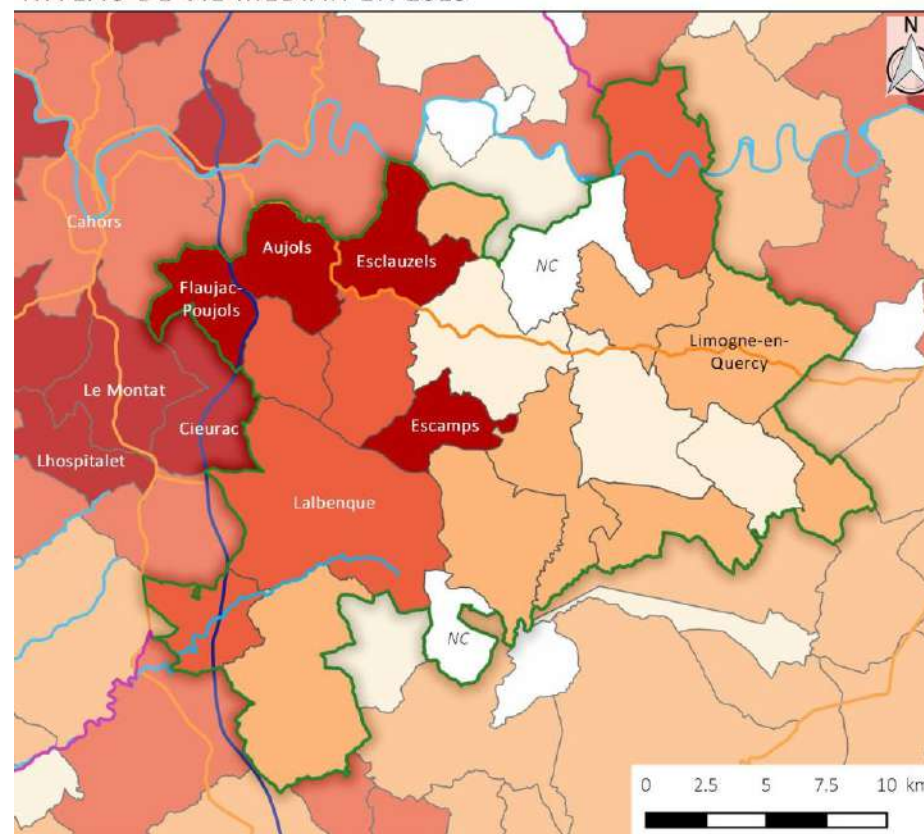 N
Cahors
Aujols
Esclauzels
Flaujac-
Poujols
NC
Limogne-en-
Quercy
Le Montat
Cieurac
Escamps
Lhospitalet
Lalbenque
NC
0 2.5 5 7.5 10 km